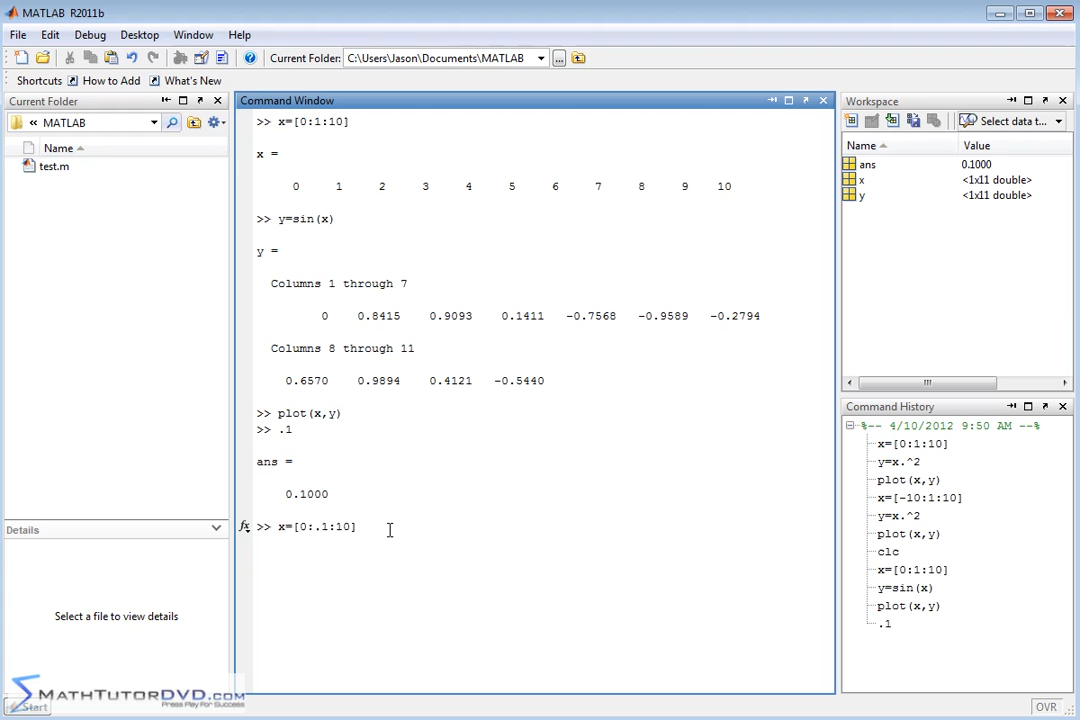 MATLAB R2011b
File Edit Debug Desktop Window Help
Current Folder: C:\Users\Jason\Documents\MATLAB ...
Shortcuts How to Add What's New
Current Folder
« MATLAB
Name
test.m
Details
Select a file to view details
Command Window
>> x=[0:1:10]
x =
0 1 2 3 4 5 6 7 8 9 10
>> y=sin(x)
y =
Columns 1 through 7
0 0.8415 0.9093 0.1411 -0.7568 -0.9589 -0.2794
Columns 8 through 11
0.6570 0.9894 0.4121 -0.5440
>> plot(x,y)
>> .1
ans =
0.1000
fx >> x=[0:.1:10]
Workspace
Select data t...
Name Value
ans 0.1000
x <1x11 double>
y <1x11 double>
Command History
%-- 4/10/2012 9:50 AM --%
x=[0:1:10]
y=x.^2
plot(x,y)
x=[-10:1:10]
y=x.^2
plot(x,y)
clc
x=[0:1:10]
y=sin(x)
plot(x,y)
.1
MATHTUTORDVD.COM
Press Play For Success
Start
OVR